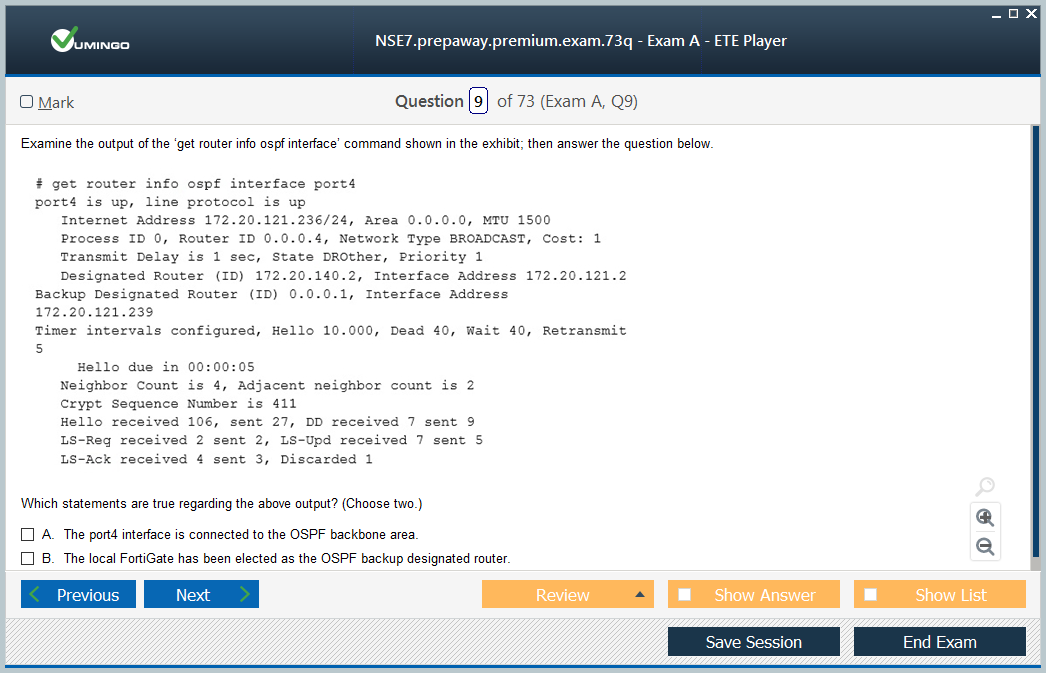 VUMINGO
NSE7.prepaway.premium.exam.73q - Exam A - ETE Player
Mark
Question 9 of 73 (Exam A, Q9)
Examine the output of the ‘get router info ospf interface’ command shown in the exhibit; then answer the question below.
# get router info ospf interface port4
port4 is up, line protocol is up
Internet Address 172.20.121.236/24, Area 0.0.0.0, MTU 1500
Process ID 0, Router ID 0.0.0.4, Network Type BROADCAST, Cost: 1
Transmit Delay is 1 sec, State DROther, Priority 1
Designated Router (ID) 172.20.140.2, Interface Address 172.20.121.2
Backup Designated Router (ID) 0.0.0.1, Interface Address
172.20.121.239
Timer intervals configured, Hello 10.000, Dead 40, Wait 40, Retransmit
5
Hello due in 00:00:05
Neighbor Count is 4, Adjacent neighbor count is 2
Crypt Sequence Number is 411
Hello received 106, sent 27, DD received 7 sent 9
LS-Req received 2 sent 2, LS-Upd received 7 sent 5
LS-Ack received 4 sent 3, Discarded 1
Which statements are true regarding the above output? (Choose two.)
A. The port4 interface is connected to the OSPF backbone area.
B. The local FortiGate has been elected as the OSPF backup designated router.
Previous
Next
Review
Show Answer
Show List
Save Session
End Exam